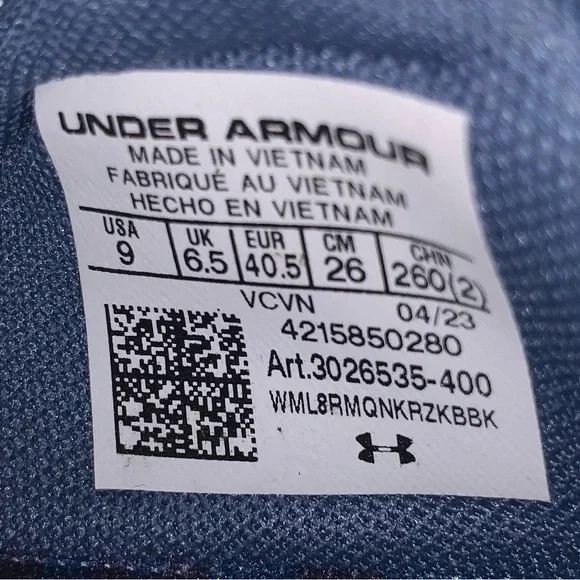 UNDER ARMOUR
MADE IN VIETNAM
FABRIQUÉ AU VIETNAM
HECHO EN VIETNAM
USA UK EUR CM CHN
9 6.5 40.5 26 260(2)
VCVN 04/23
4215850280
Art.3026535-400
WML8RMQNKRZKBBK